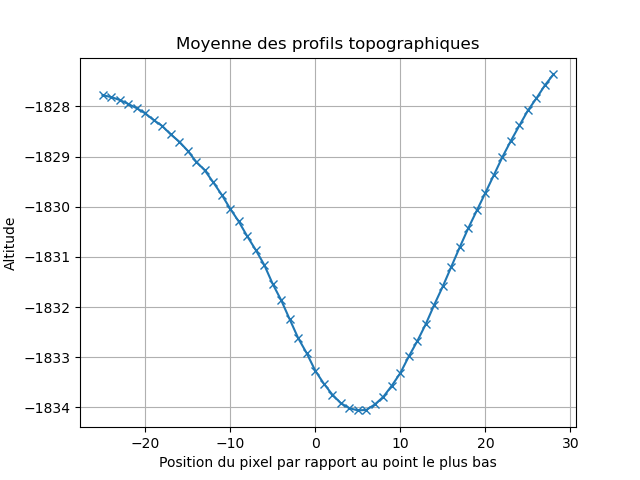 Moyenne des profils topographiques
Altitude
−1828
−1829
−1830
−1831
−1832
−1833
−1834
−20 −10 0 10 20 30
Position du pixel par rapport au point le plus bas